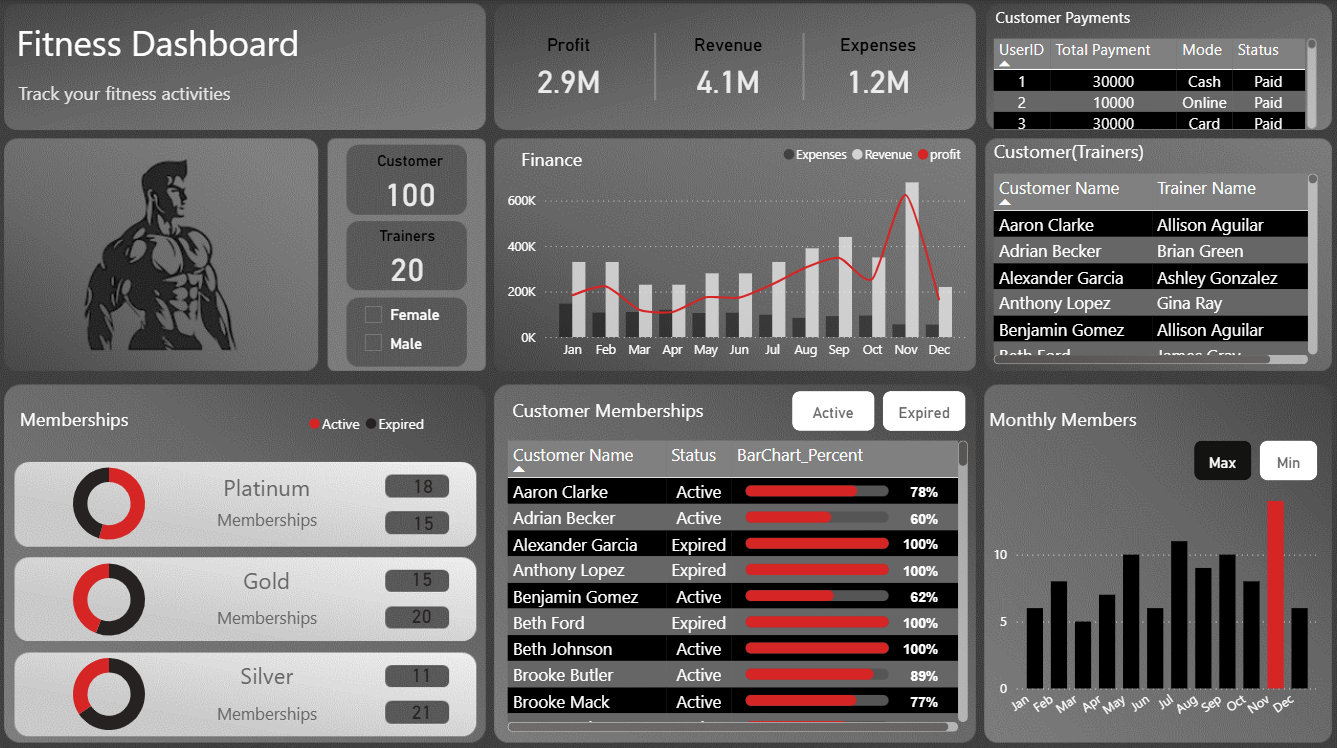 Fitness Dashboard
Track your fitness activities
Profit Revenue Expenses
2.9M 4.1M 1.2M
Customer Payments
UserID Total Payment Mode Status
1 30000 Cash Paid
2 10000 Online Paid
3 30000 Card Paid
Customer
100
Trainers
20
Female
Male
Finance
Expenses Revenue profit
600K
400K
200K
0K
Jan Feb Mar Apr May Jun Jul Aug Sep Oct Nov Dec
Customer(Trainers)
Customer Name Trainer Name
Aaron Clarke Allison Aguilar
Adrian Becker Brian Green
Alexander Garcia Ashley Gonzalez
Anthony Lopez Gina Ray
Benjamin Gomez Allison Aguilar
Beth Ford James Gray
Memberships
Active Expired
Platinum 18
Memberships 15
Gold 15
Memberships 20
Silver 11
Memberships 21
Customer Memberships
Active Expired
Customer Name Status BarChart_Percent
Aaron Clarke Active 78%
Adrian Becker Active 60%
Alexander Garcia Expired 100%
Anthony Lopez Expired 100%
Benjamin Gomez Active 62%
Beth Ford Expired 100%
Beth Johnson Active 100%
Brooke Butler Active 89%
Brooke Mack Active 77%
Monthly Members
Max Min
10
5
0
Jan Feb Mar Apr May Jun Jul Aug Sep Oct Nov Dec